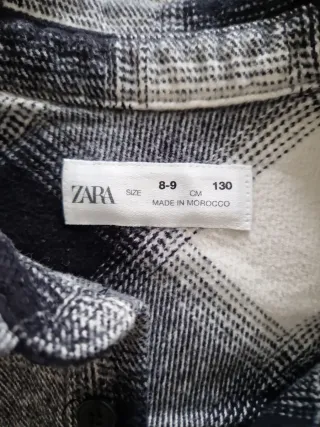 ZARA SIZE 8-9 CM 130
MADE IN MOROCCO